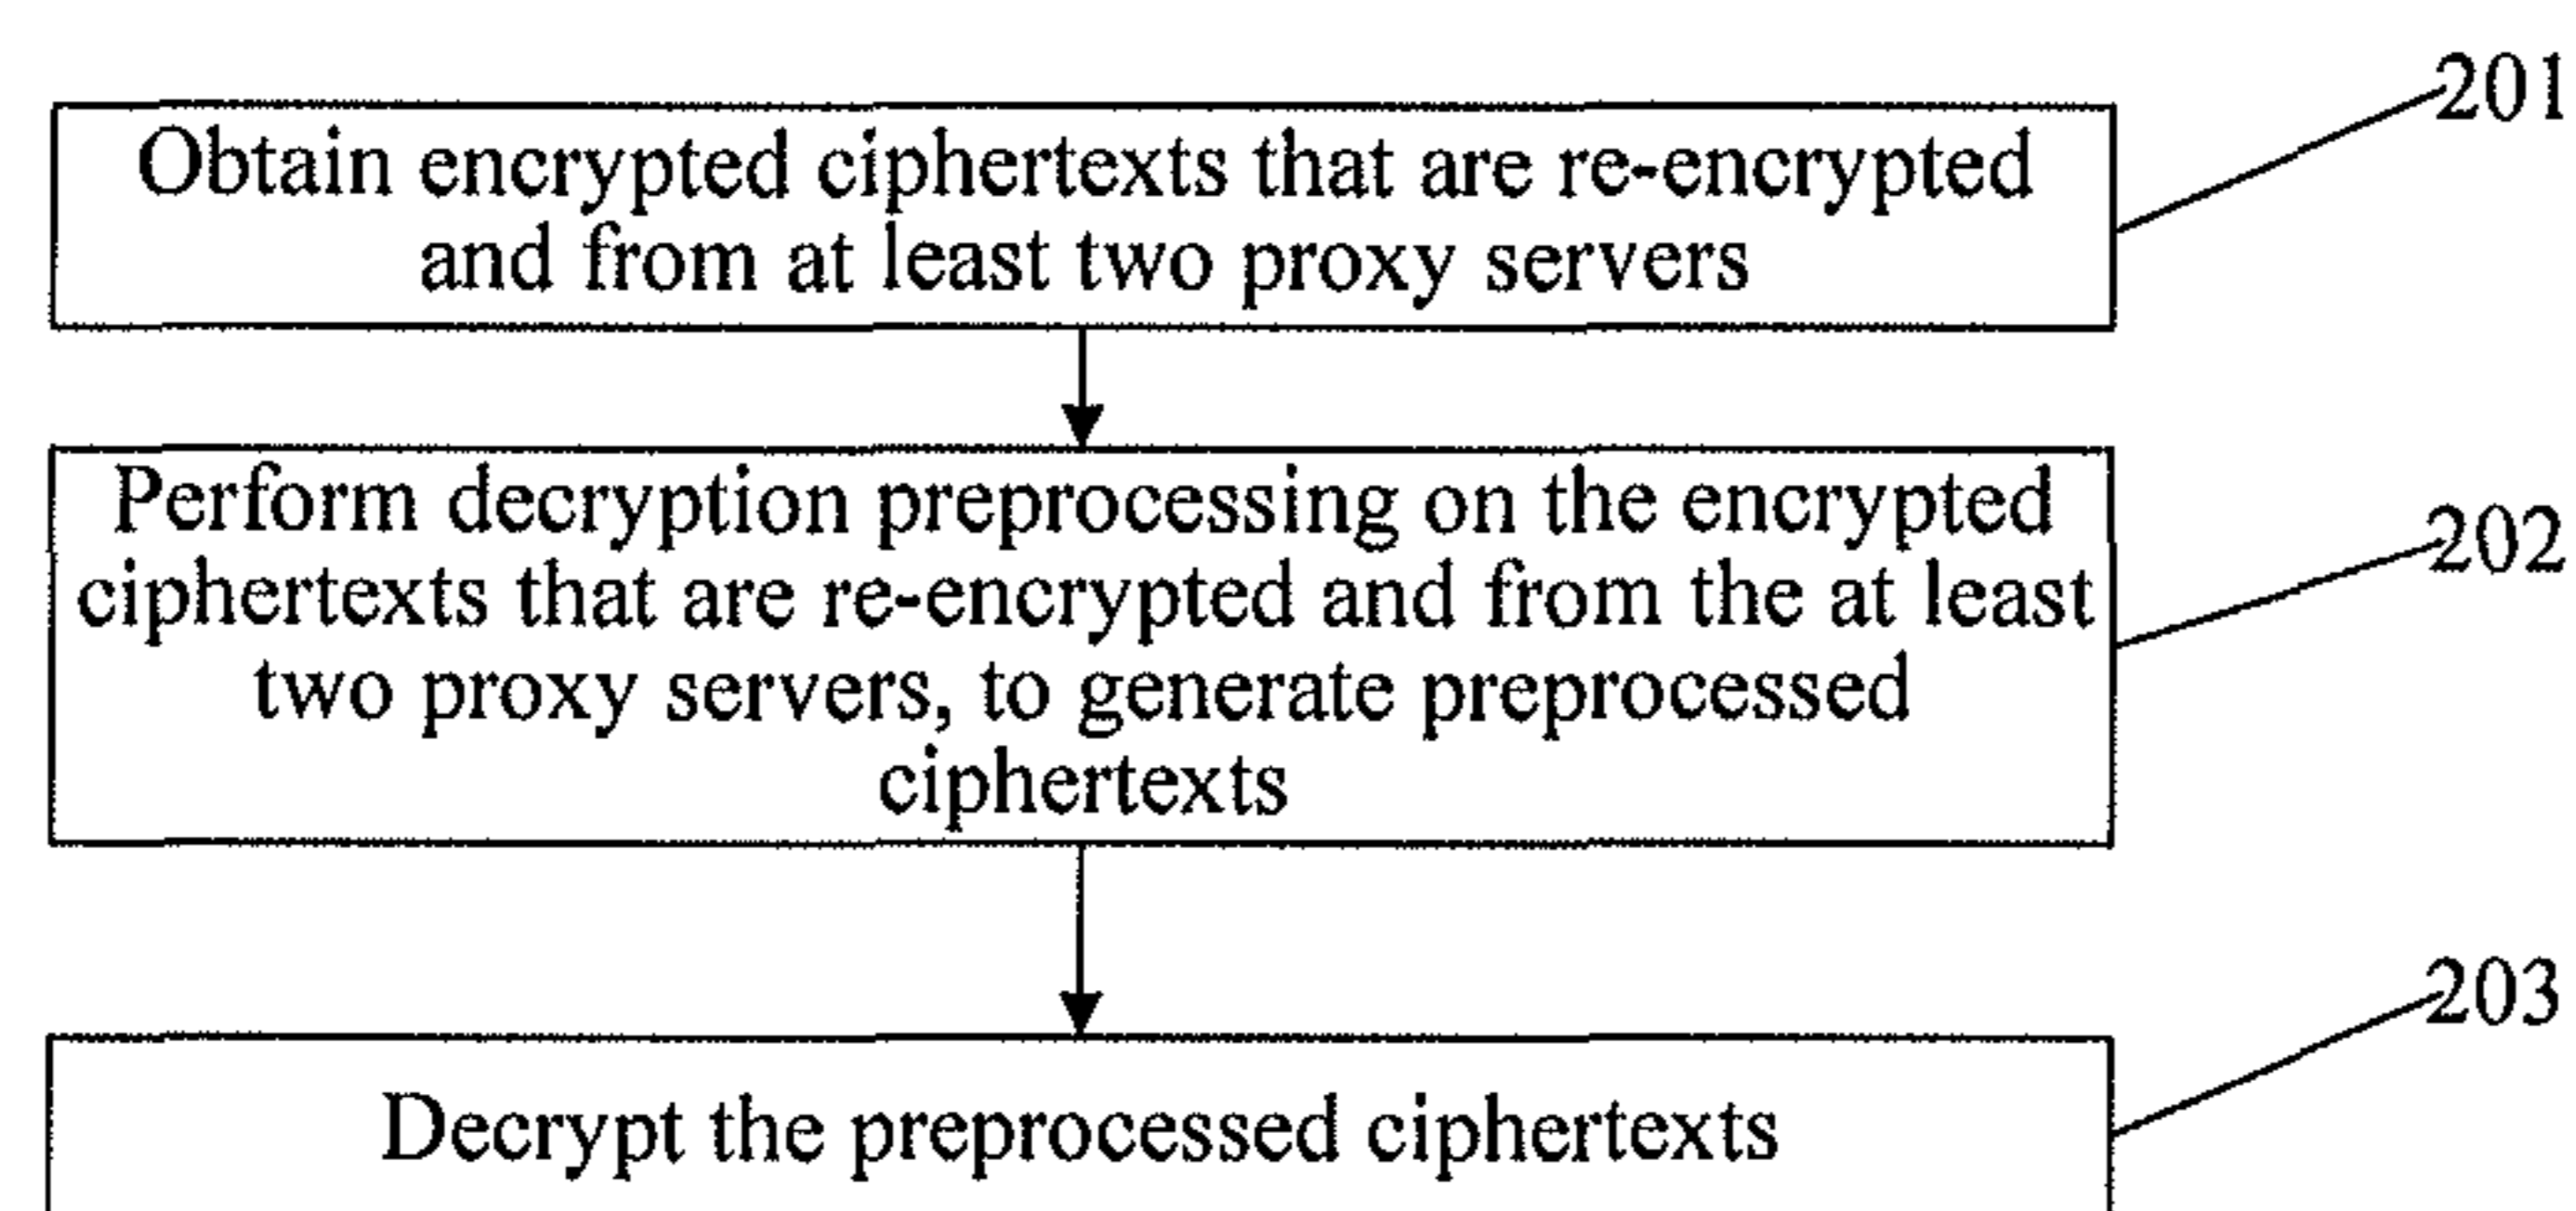 201
Obtain encrypted ciphertexts that are re-encrypted
and from at least two proxy servers
Perform decryption preprocessing on the encrypted
ciphertexts that are re-encrypted and from the at least
two proxy servers, to generate preprocessed
ciphertexts
202
203
Decrypt the preprocessed ciphertexts